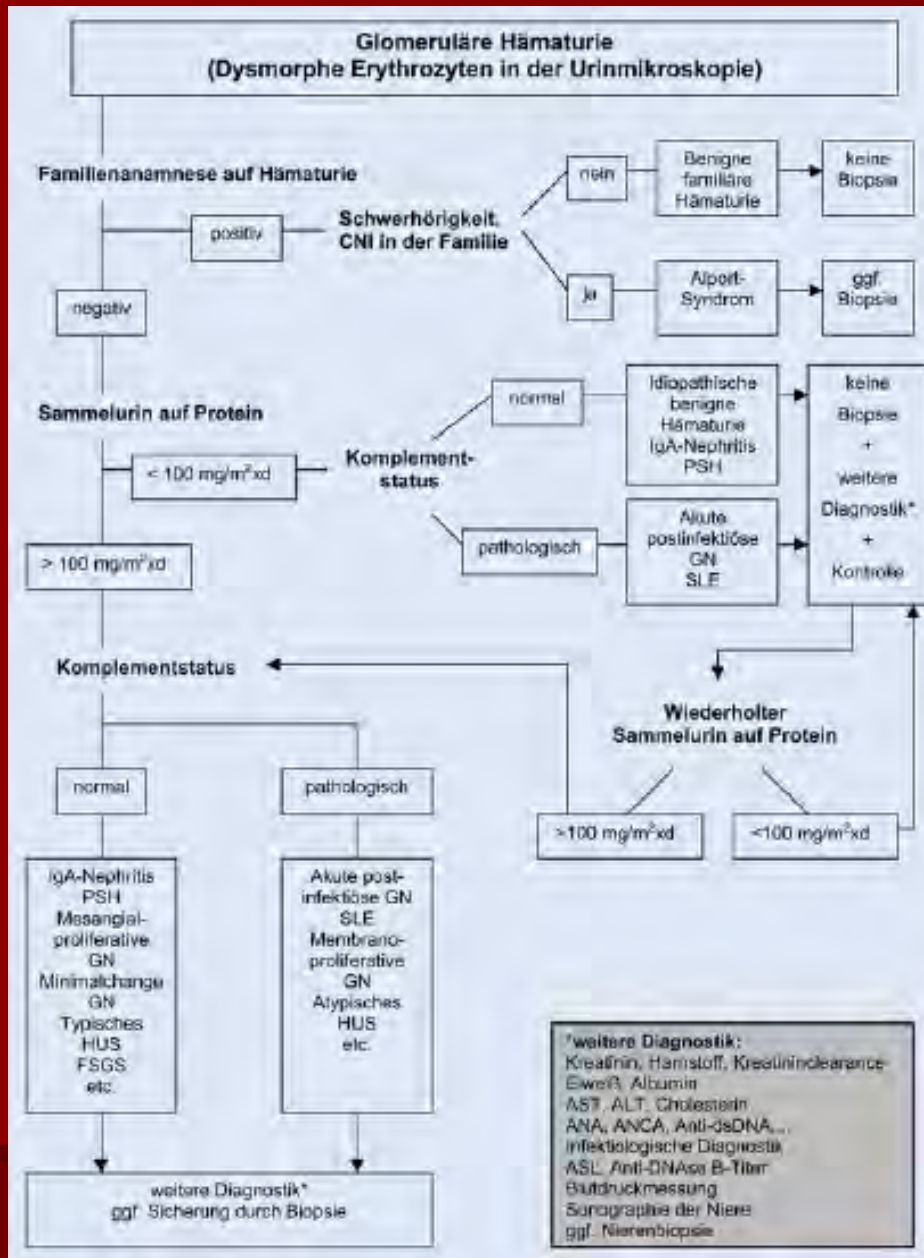 Glomeruläre Hämaturie
(Dysmorphe Erythrozyten in der Urinmikroskopie)
Familienanamnese auf Hämaturie
positiv
Schwerhörigkeit,
CNI in der Familie
nein
Benigne
familiäre
Hämaturie
keine
Biopsie
ja
Alport-
Syndrom
ggf.
Biopsie
negativ
Sammelurin auf Protein
< 100 mg/m²xd
Komplement-
status
normal
Idiopathische
benigne
Hämaturie
IgA-Nephritis
PSH
pathologisch
Akute
postinfektiöse
GN
SLE
keine
Biopsie
+
weitere
Diagnostik*
+
Kontrolle
> 100 mg/m²xd
Komplementstatus
Wiederholter
Sammelurin auf Protein
>100 mg/m²xd
<100 mg/m²xd
normal
pathologisch
IgA-Nephritis
PSH
Mesangial-
proliferative
GN
Minimalchange
GN
Typisches
HUS
FSGS
etc.
Akute post-
infektiöse GN
SLE
Membrano-
proliferative
GN
Atypisches
HUS
etc.
weitere Diagnostik*
ggf. Sicherung durch Biopsie
*weitere Diagnostik:
Kreatinin, Harnstoff, Kreatininclearance
Eiweiß, Albumin
AST, ALT, Cholesterin
ANA, ANCA, Anti-dsDNA,...
Infektiologische Diagnostik
ASL, Anti-DNAse B-Titer
Blutdruckmessung
Sonographie der Niere
ggf. Nierenbiopsie